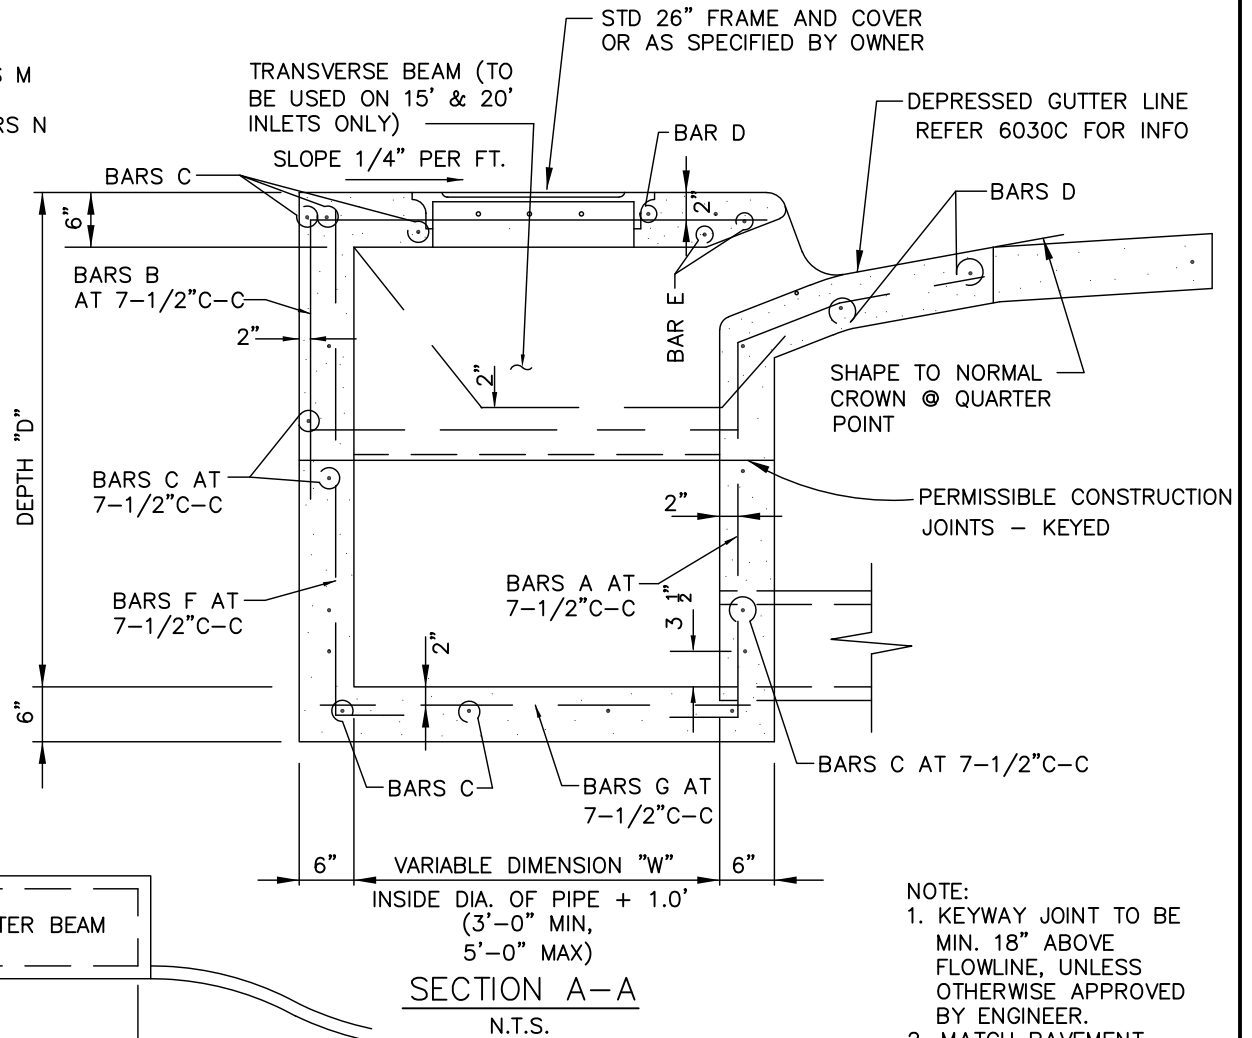 STD 26” FRAME AND COVER
OR AS SPECIFIED BY OWNER
M
N
TRANSVERSE BEAM (TO
BE USED ON 15' & 20'
INLETS ONLY)
SLOPE 1/4” PER FT.
BARS C
BAR D
DEPRESSED GUTTER LINE
REFER 6030C FOR INFO
BARS D
6”
2”
BARS B
AT 7-1/2”C-C
2”
BAR E
2”
SHAPE TO NORMAL
CROWN @ QUARTER
POINT
DEPTH ”D”
BARS C AT
7-1/2”C-C
PERMISSIBLE CONSTRUCTION
JOINTS - KEYED
2”
BARS F AT
7-1/2”C-C
BARS A AT
7-1/2”C-C
3 1/2”
2”
6”
BARS C
BARS G AT
7-1/2”C-C
BARS C AT 7-1/2”C-C
6”
VARIABLE DIMENSION ”W”
6”
INSIDE DIA. OF PIPE + 1.0'
(3'-0” MIN,
5'-0” MAX)
SECTION A-A
N.T.S.
BEAM
NOTE:
1. KEYWAY JOINT TO BE
MIN. 18” ABOVE
FLOWLINE, UNLESS
OTHERWISE APPROVED
BY ENGINEER.
2. MATCH PAVEMENT